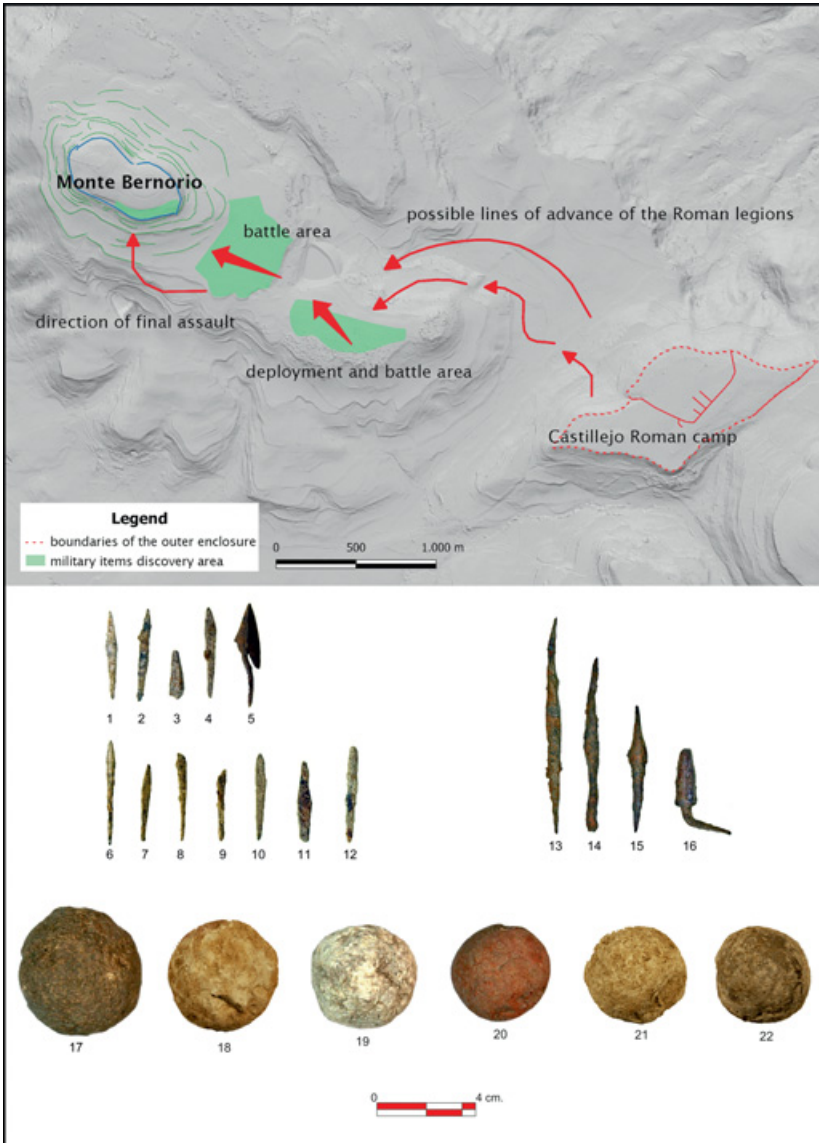 Monte Bernorio
battle area
possible lines of advance of the Roman legions
direction of final assault
deployment and battle area
Castillejo Roman camp
Legend
boundaries of the outer enclosure
military items discovery area
0 500 1.000 m
1 2 3 4 5
6 7 8 9 10 11 12
13 14 15 16
17 18 19 20 21 22
0 4 cm.